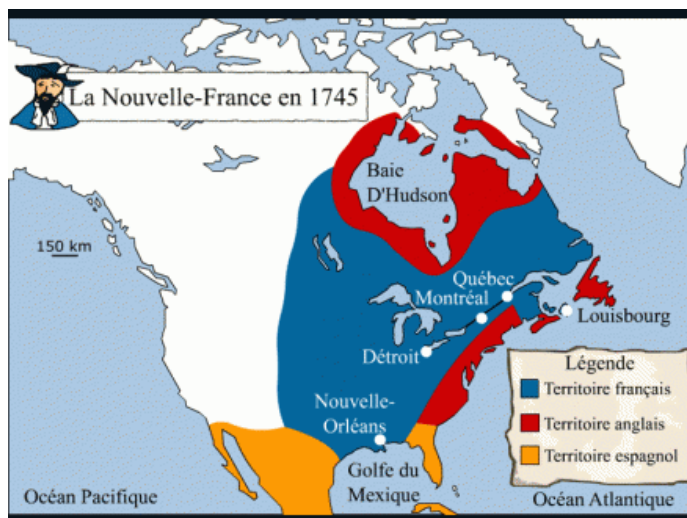 La Nouvelle-France en 1745
Baie
D'Hudson
150 km
Québec
Montréal
Louisbourg
Détroit
Nouvelle-
Orléans
Golfe du
Mexique
Océan Pacifique
Océan Atlantique
Légende
Territoire français
Territoire anglais
Territoire espagnol